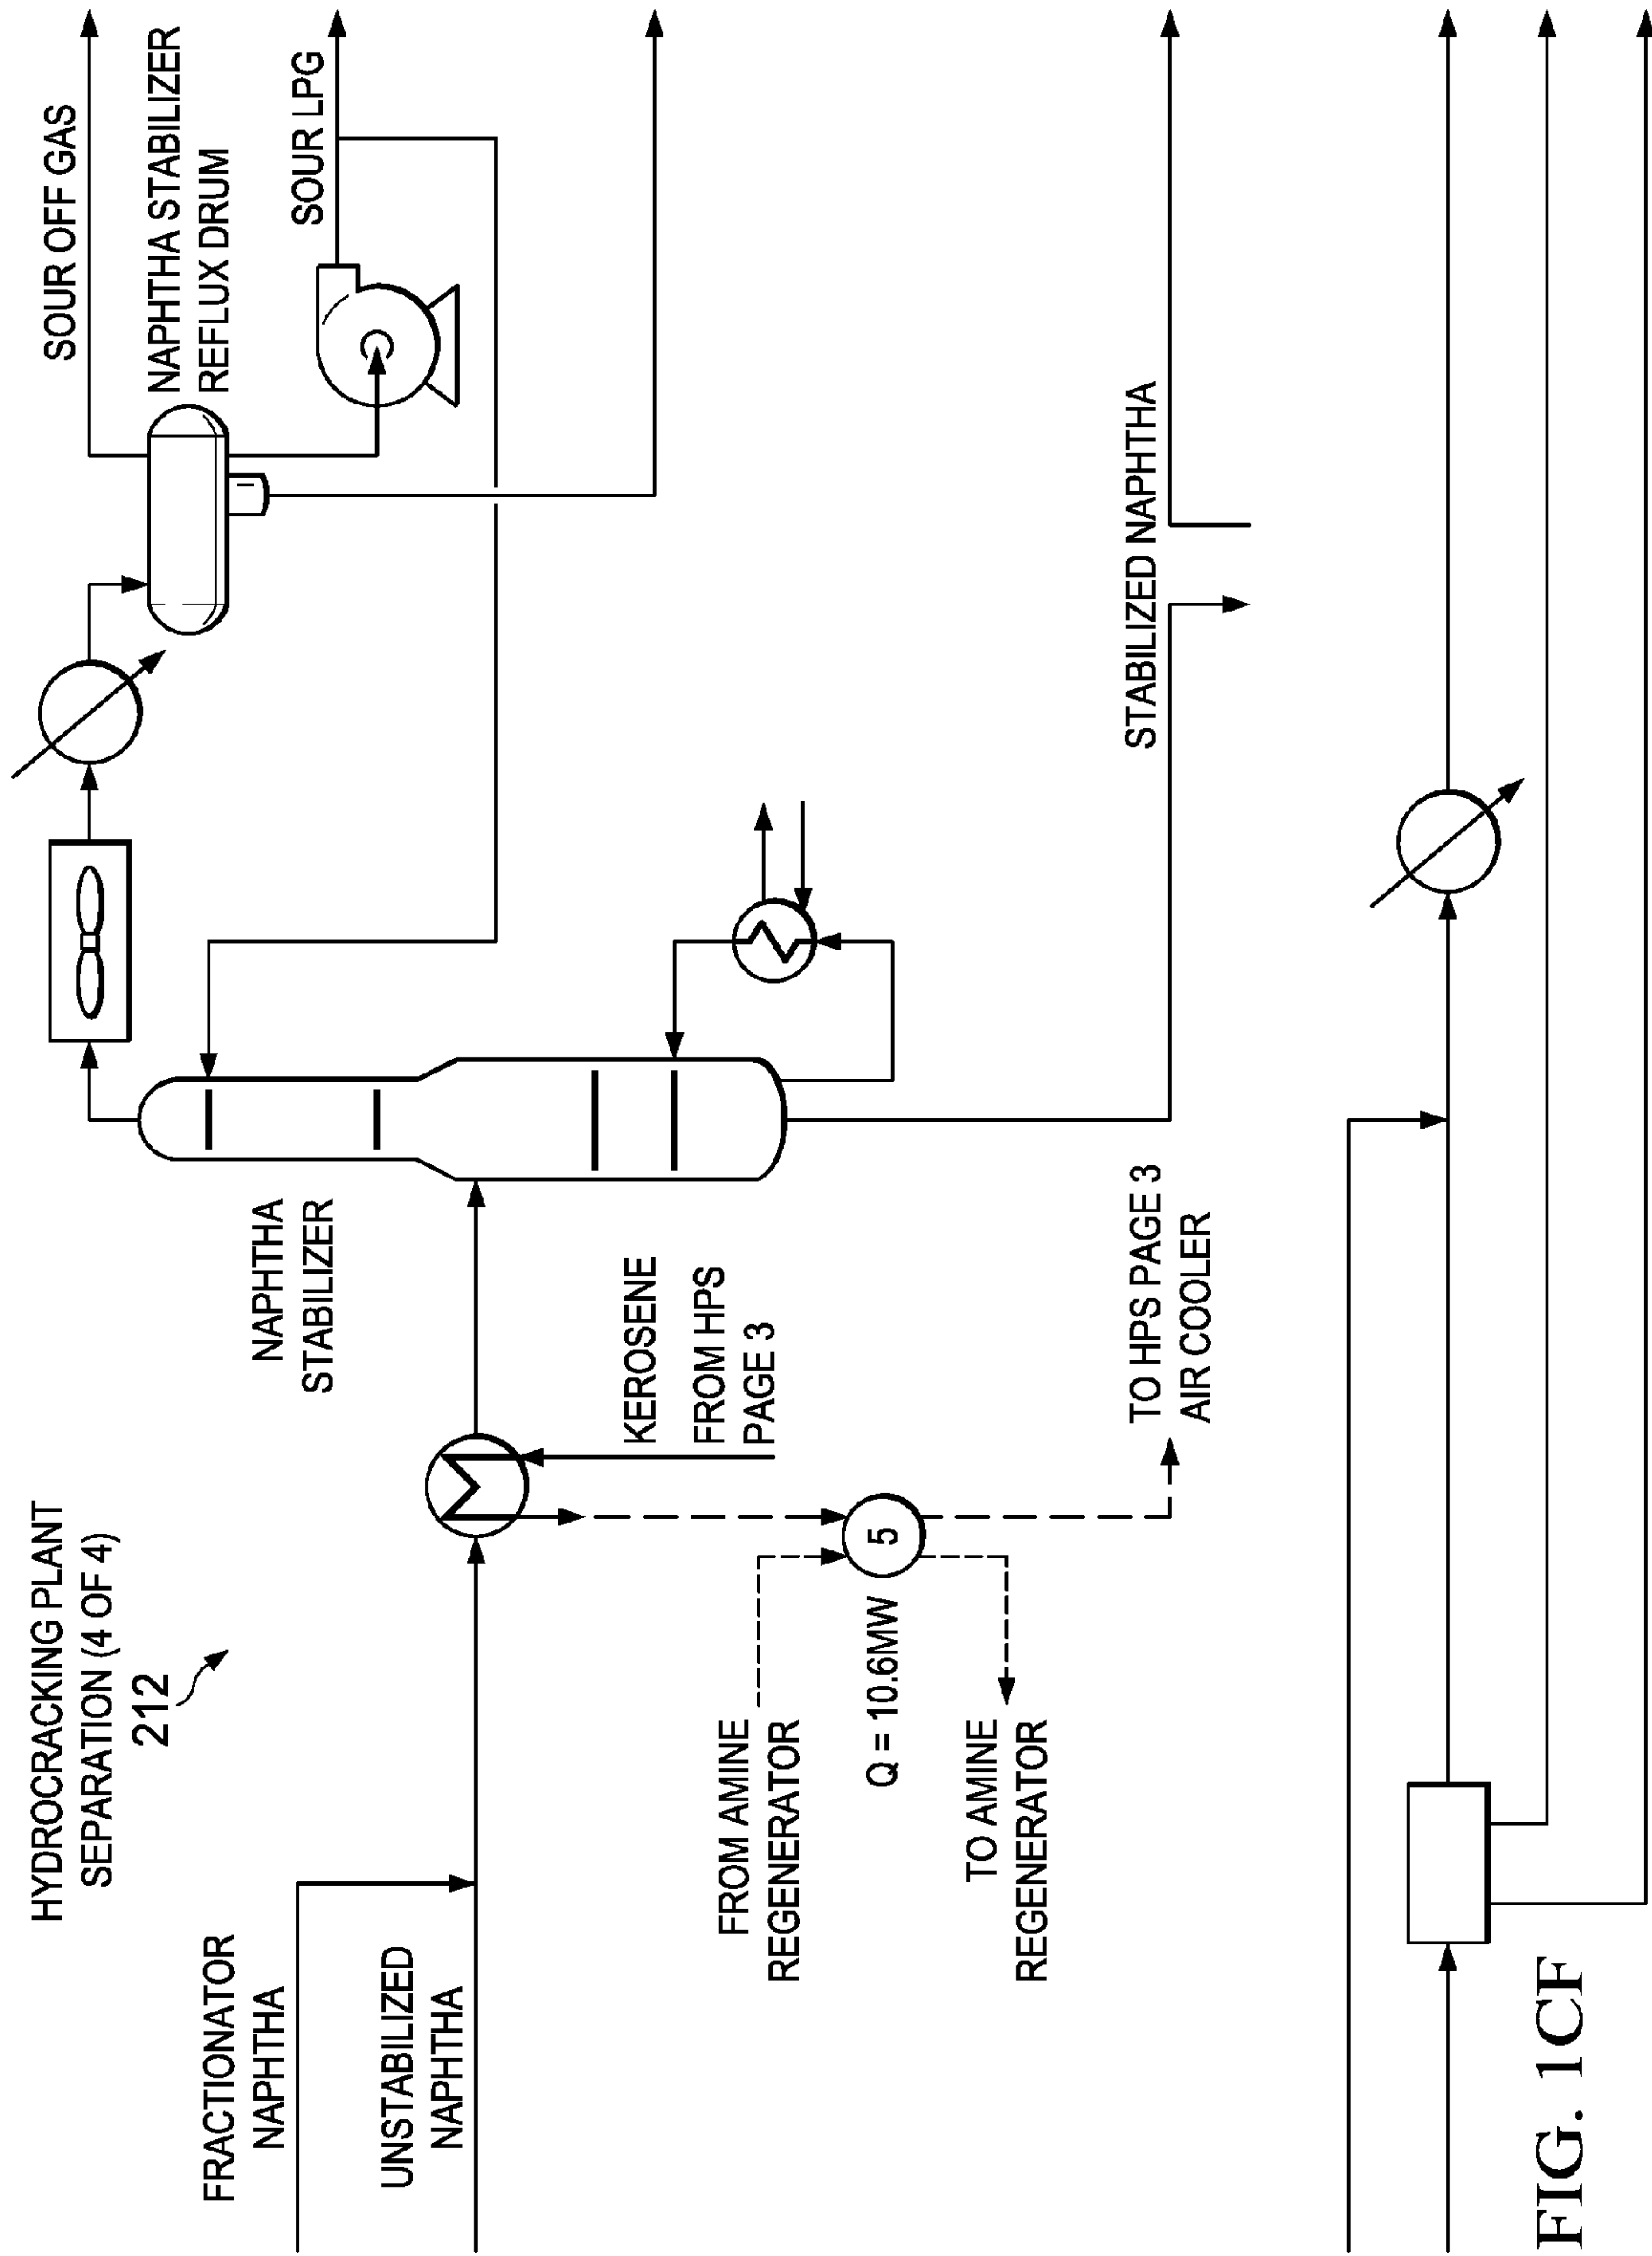 HYDROCRACKING PLANT
SEPARATION (4 OF 4)
212
FRACTIONATOR
NAPHTHA
UNSTABILIZED
NAPHTHA
NAPHTHA
STABILIZER
SOUR OFF GAS
NAPHTHA STABILIZER
REFLUX DRUM
SOUR LPG
KEROSENE
FROM HPS
PAGE 3
FROM AMINE
REGENERATOR
5
Q = 10.6MW
TO AMINE
REGENERATOR
TO HPS PAGE 3
AIR COOLER
STABILIZED NAPHTHA
FIG. 1CF